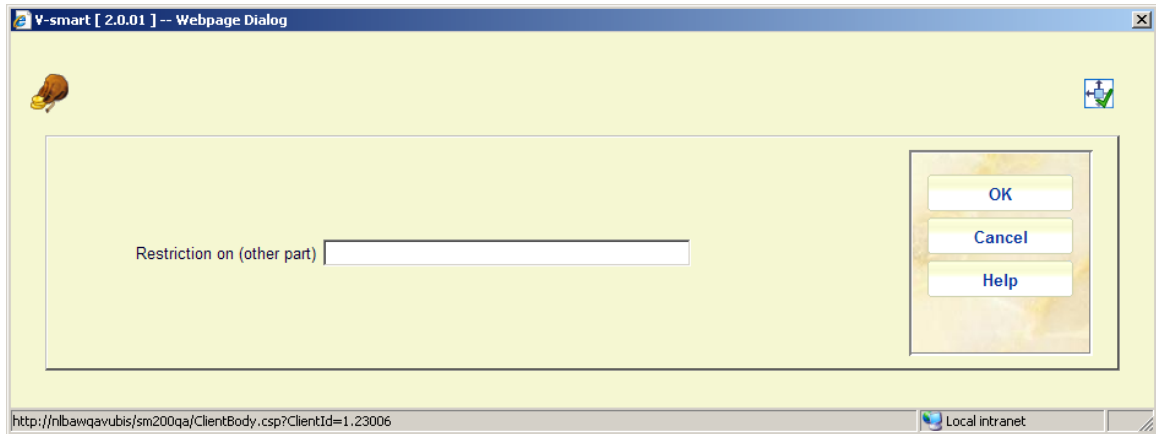 V-smart [ 2.0.01 ] -- Webpage Dialog
OK
Restriction on (other part)
Cancel
Help
http://nlbawqavubis/sm200qa/ClientBody.csp?ClientId=1.23006
Local intranet